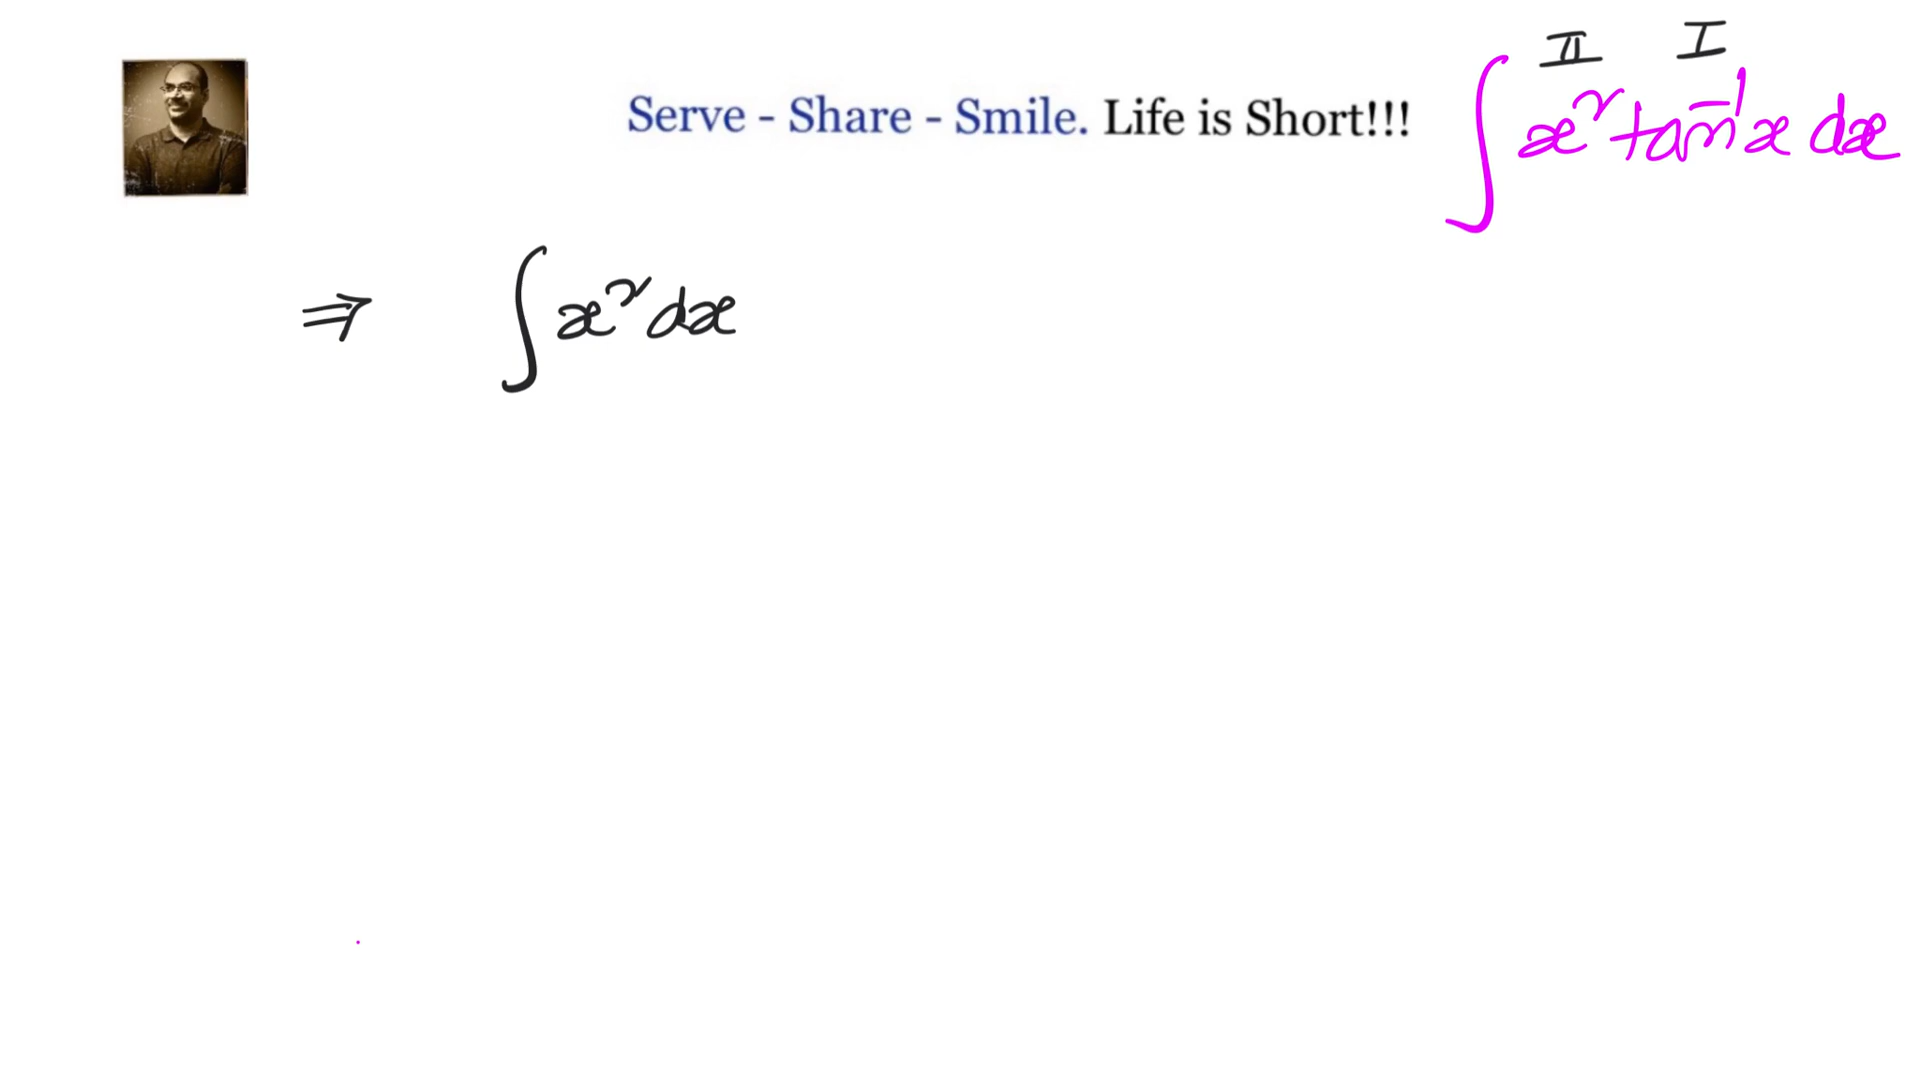 II I
Serve - Share - Smile. Life is Short!!!
∫ x² tan⁻¹x dx
⇒ ∫ x² dx